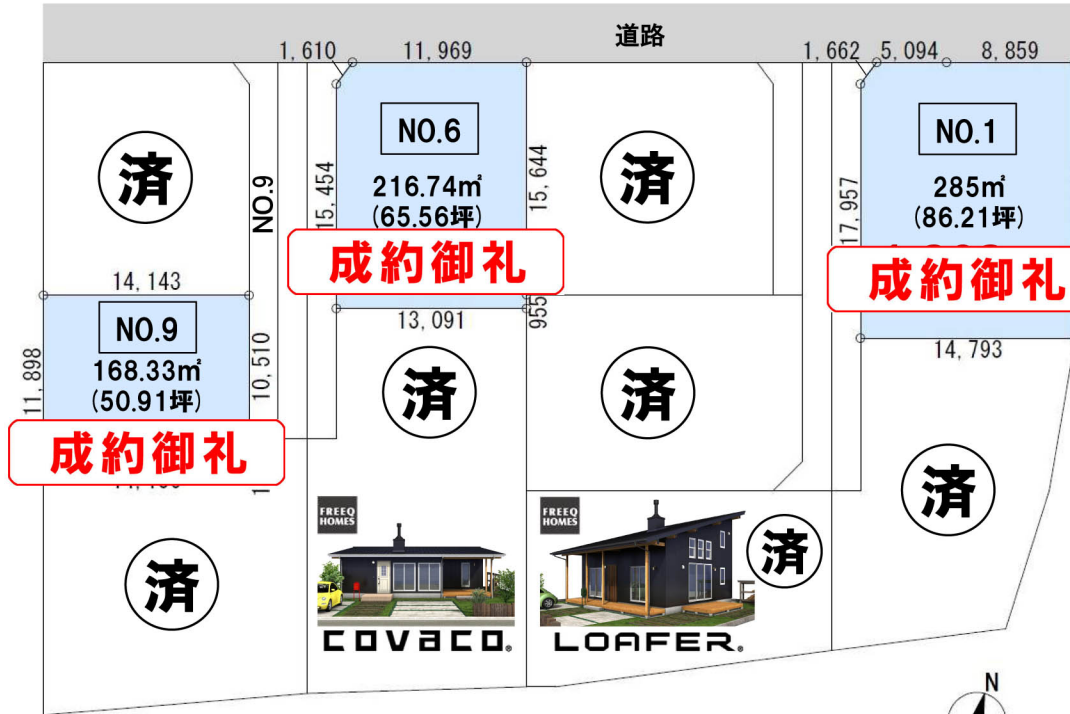 道路
1,610
11,969
1,662
5,094
8,859
済
NO.9
15,454
NO.6
216.74㎡
(65.56坪)
成約御礼
15,644
済
17,957
NO.1
285㎡
(86.21坪)
成約御礼
14,143
13,091
955
14,793
11,898
NO.9
168.33㎡
(50.91坪)
成約御礼
10,510
済
済
済
済
FREEQ
HOMES
COVACO®
FREEQ
HOMES
LOAFER®
済
N